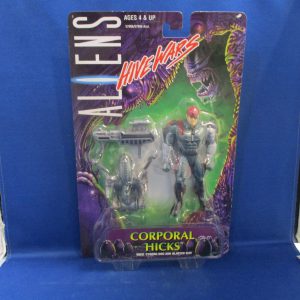 ALIENS
AGES 4 & UP
HIVE WARS
CORPORAL
HICKS